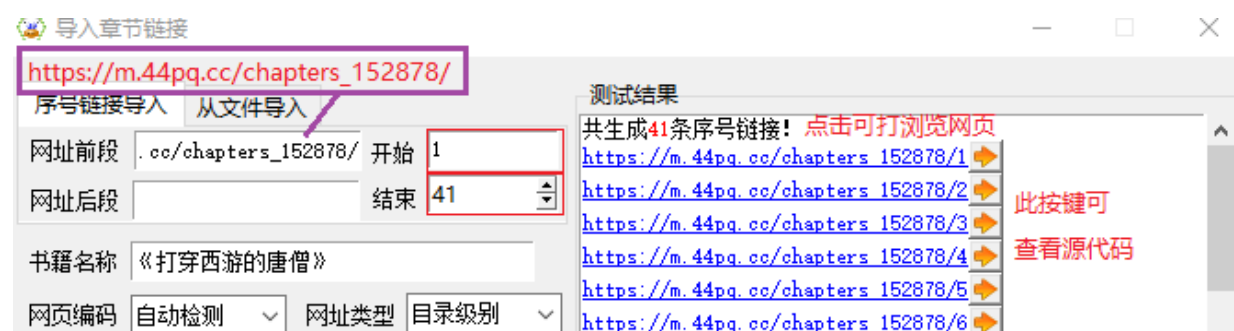 导入章节链接
https://m.44pq.cc/chapters_152878/
序号链接导入 从文件导入
网址前段 .cc/chapters_152878/ 开始 1
网址后段 结束 41
书籍名称 《打穿西游的唐僧》
网页编码 自动检测 网址类型 目录级别
测试结果
共生成41条序号链接! 点击可打浏览网页
https://m.44pq.cc/chapters_152878/1
https://m.44pq.cc/chapters_152878/2
https://m.44pq.cc/chapters_152878/3
https://m.44pq.cc/chapters_152878/4
https://m.44pq.cc/chapters_152878/5
https://m.44pq.cc/chapters_152878/6
此按键可
查看源代码